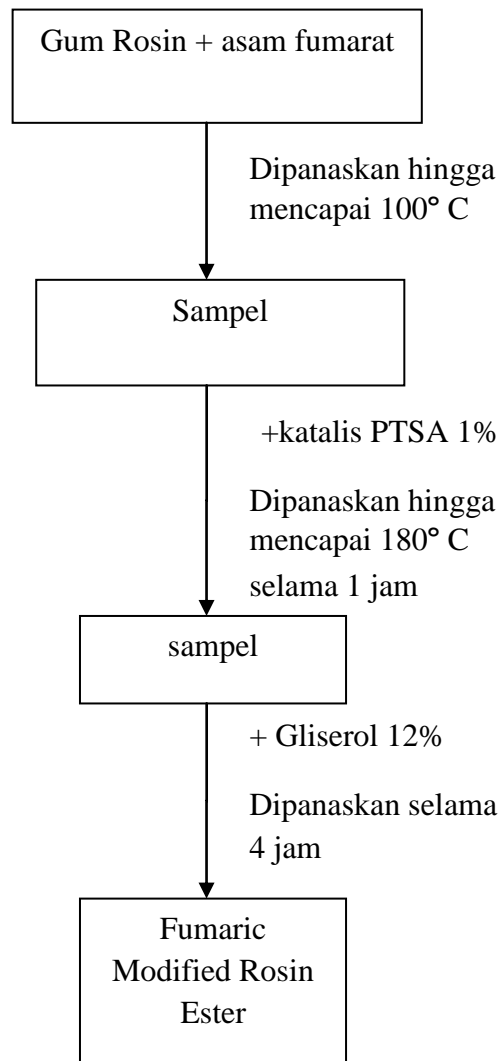 Gum Rosin + asam fumarat
Dipanaskan hingga
mencapai 100° C
Sampel
+katalis PTSA 1%
Dipanaskan hingga
mencapai 180° C
selama 1 jam
sampel
+ Gliserol 12%
Dipanaskan selama
4 jam
Fumaric
Modified Rosin
Ester